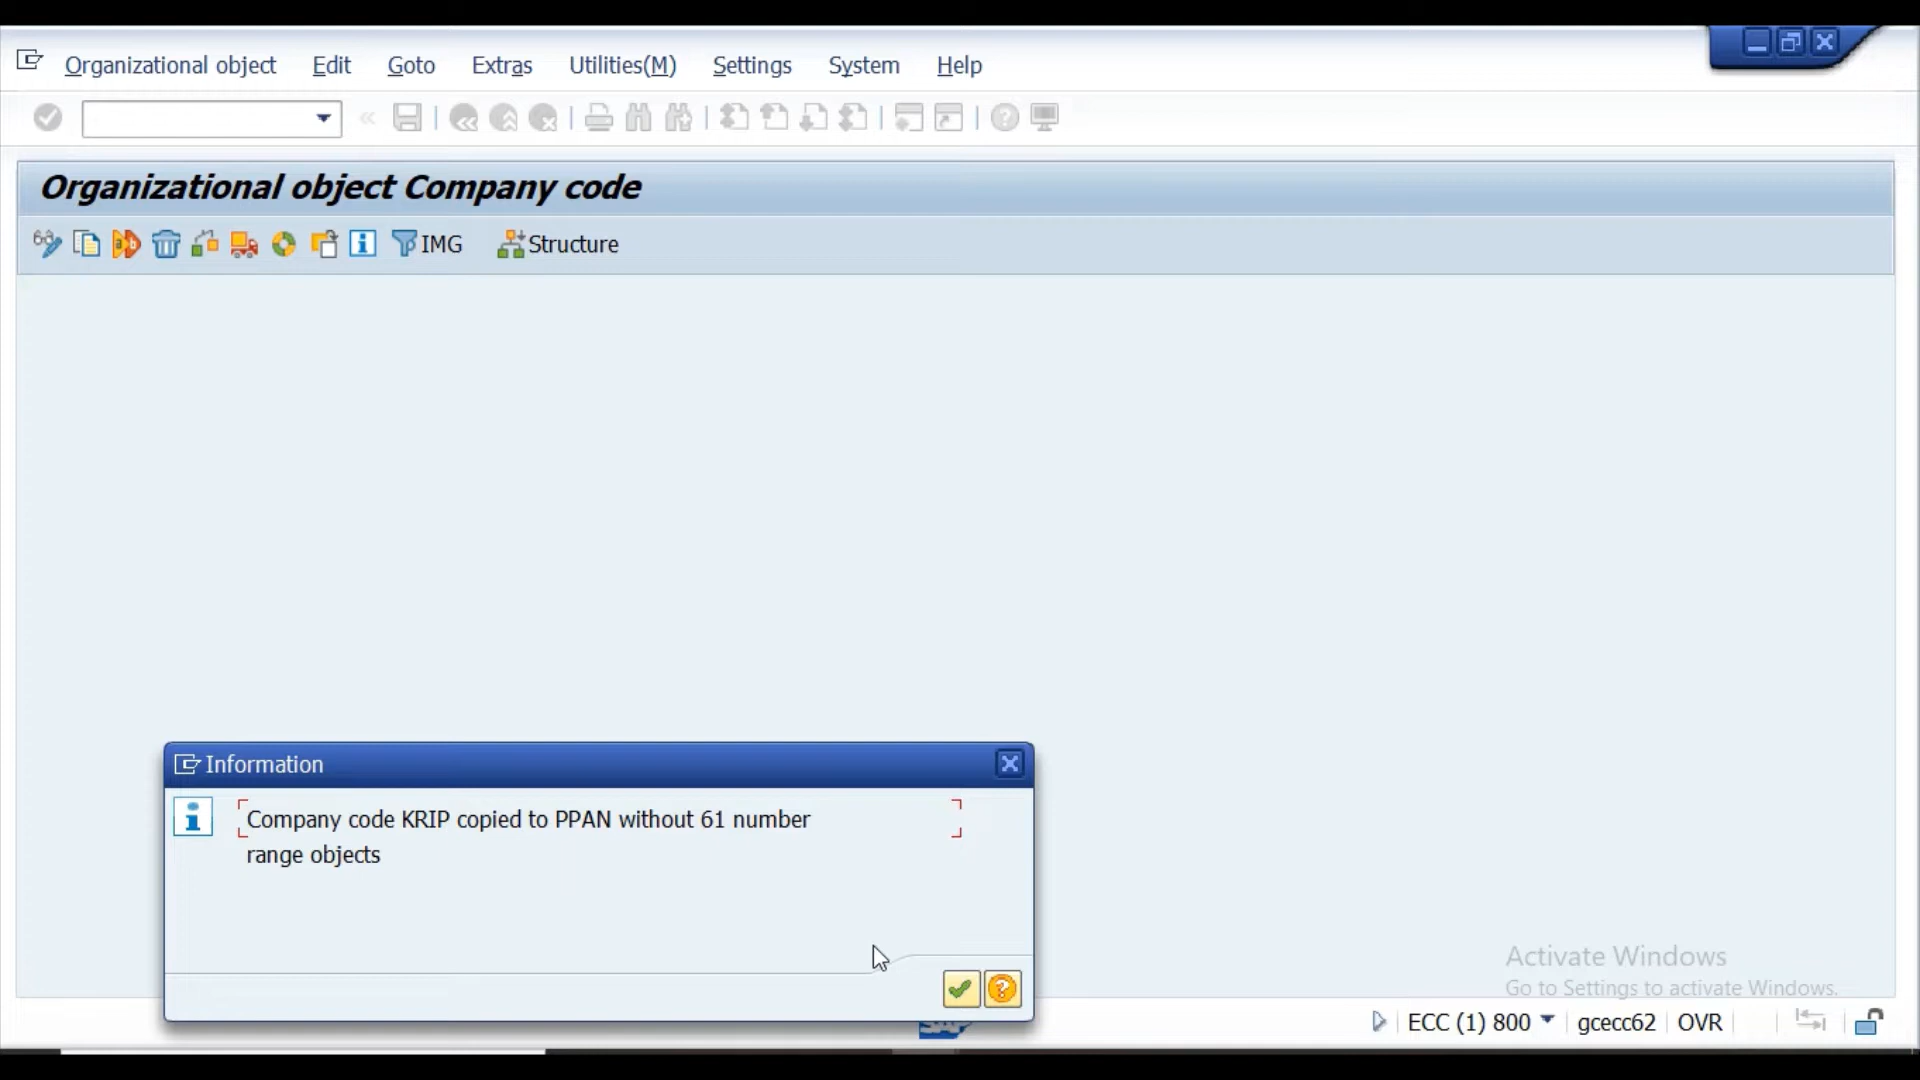 Organizational object Edit Goto Extras Utilities(M) Settings System Help
Organizational object Company code
IMG Structure
Information
Company code KRIP copied to PPAN without 61 number
range objects
Activate Windows
Go to Settings to activate Windows.
ECC (1) 800 gcecc62 OVR